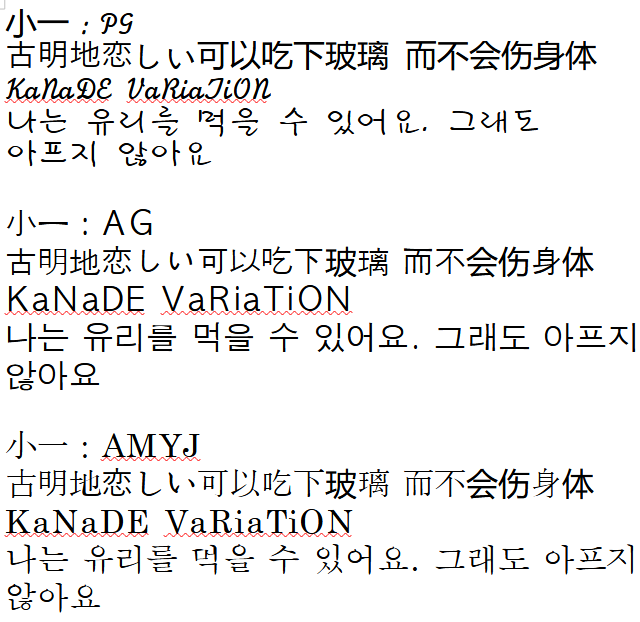 小一：PG
古明地恋しい可以吃下玻璃 而不会伤身体
KaNaDE VaRiaTiON
나는 유리를 먹을 수 있어요. 그래도
아프지 않아요
小一：AG
古明地恋しい可以吃下玻璃 而不会伤身体
KaNaDE VaRiaTiON
나는 유리를 먹을 수 있어요. 그래도 아프지
않아요
小一：AMYJ
古明地恋しい可以吃下玻璃 而不会伤身体
KaNaDE VaRiaTiON
나는 유리를 먹을 수 있어요. 그래도 아프지
않아요